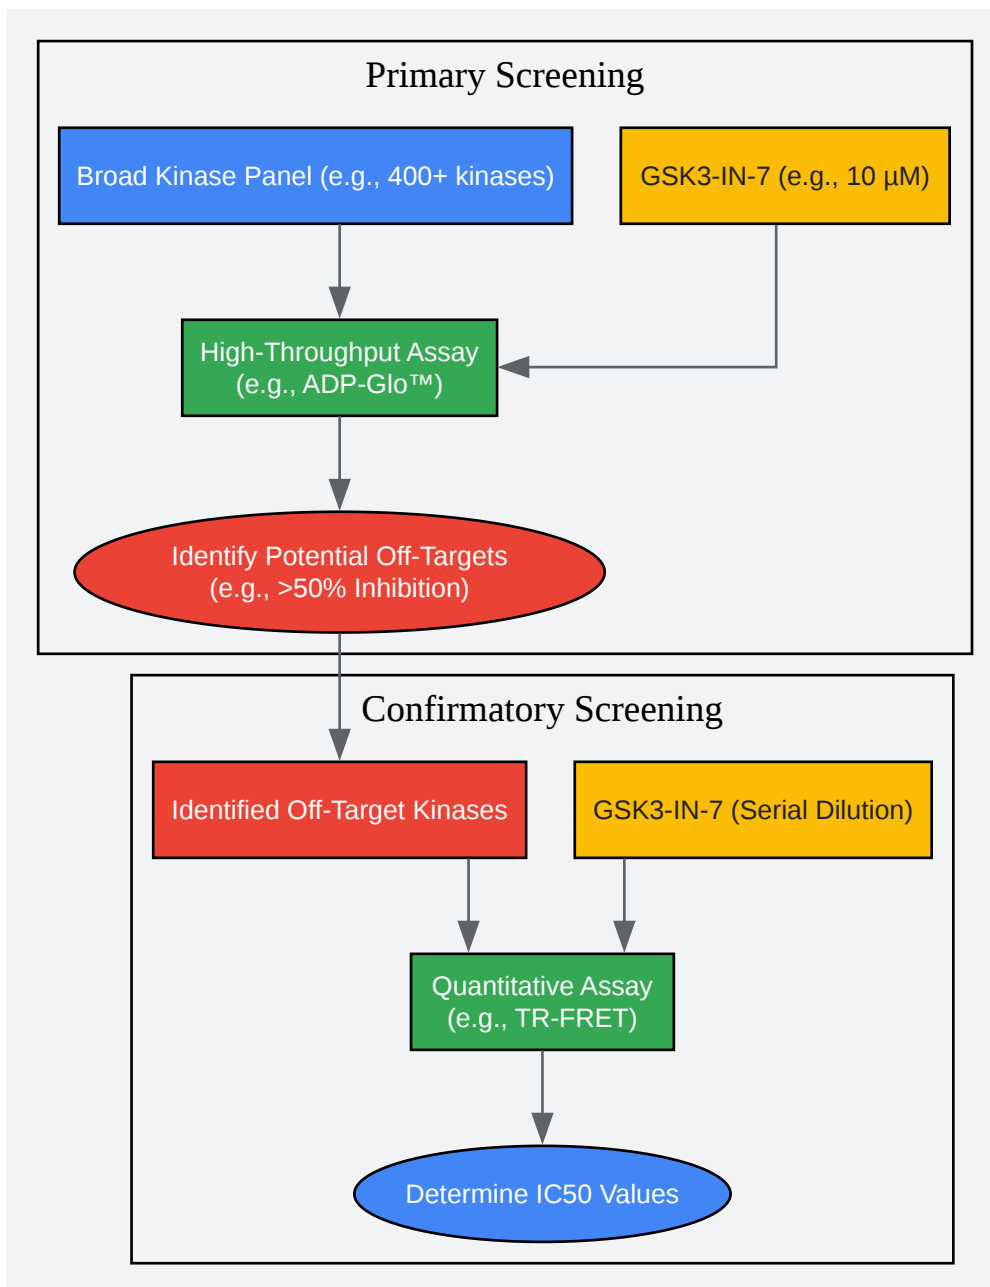 Primary Screening
Broad Kinase Panel (e.g., 400+ kinases)
GSK3-IN-7 (e.g., 10 µM)
High-Throughput Assay
(e.g., ADP-Glo™)
Identify Potential Off-Targets
(e.g., >50% Inhibition)
Confirmatory Screening
Identified Off-Target Kinases
GSK3-IN-7 (Serial Dilution)
Quantitative Assay
(e.g., TR-FRET)
Determine IC50 Values